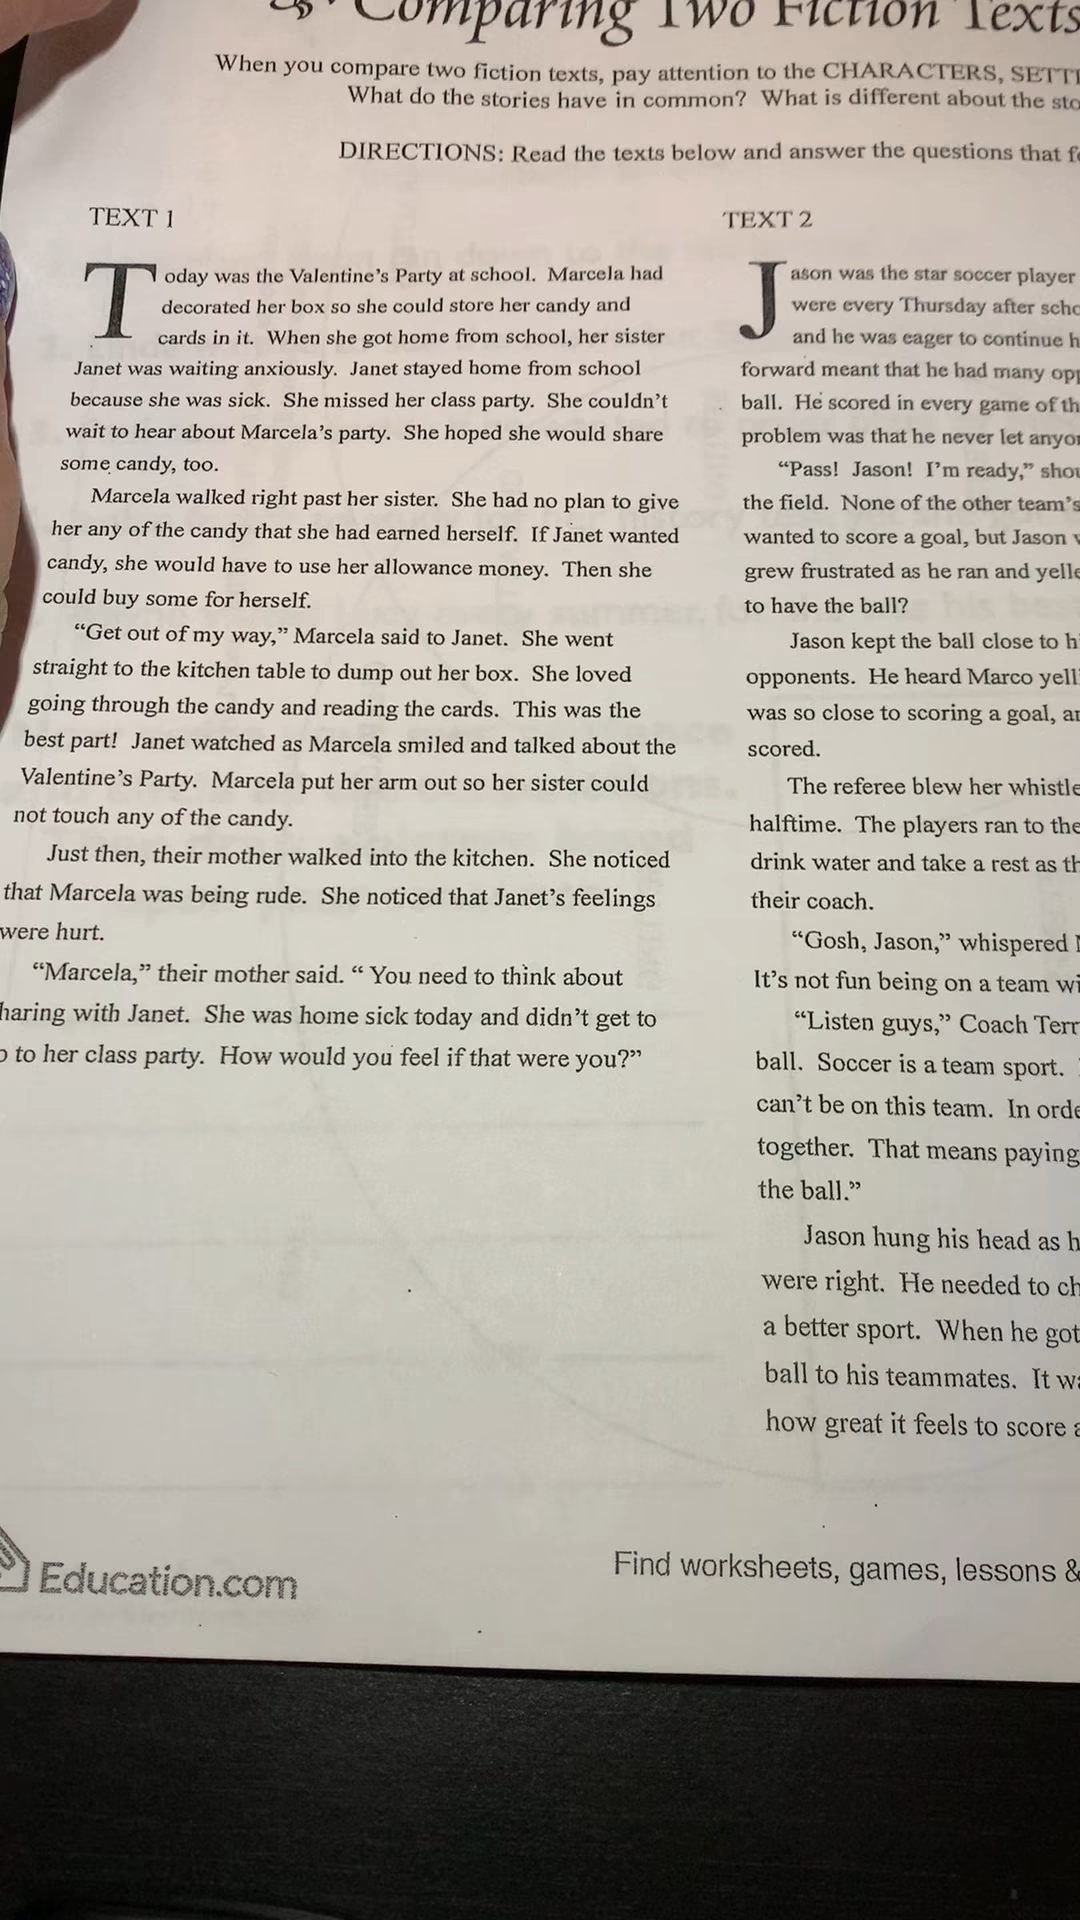 Comparing Two Fiction Texts
When you compare two fiction texts, pay attention to the CHARACTERS,
What do the stories have in common? What is different about the
DIRECTIONS: Read the texts below and answer the questions that
TEXT 1
Today was the Valentine's Party at school. Marcela had
decorated her box so she could store her candy and
cards in it. When she got home from school, her sister
Janet was waiting anxiously. Janet stayed home from school
because she was sick. She missed her class party. She couldn't
wait to hear about Marcela's party. She hoped she would share
some candy, too.
Marcela walked right past her sister. She had no plan to give
her any of the candy that she had earned herself. If Janet wanted
candy, she would have to use her allowance money. Then she
could buy some for herself.
“Get out of my way,” Marcela said to Janet. She went
straight to the kitchen table to dump out her box. She loved
going through the candy and reading the cards. This was the
best part! Janet watched as Marcela smiled and talked about the
Valentine's Party. Marcela put her arm out so her sister could
not touch any of the candy.
Just then, their mother walked into the kitchen. She noticed
that Marcela was being rude. She noticed that Janet's feelings
were hurt.
“Marcela,” their mother said. “ You need to think about
haring with Janet. She was home sick today and didn't get to
to her class party. How would you feel if that were you?”
TEXT 2
Jason was the star soccer player
were every Thursday after
and he was eager to continue
forward meant that he had many
ball. He scored in every game of
problem was that he never let
“Pass! Jason! I'm ready,”
the field. None of the other team's
wanted to score a goal, but Jason
grew frustrated as he ran and
to have the ball?
Jason kept the ball close to
opponents. He heard Marco
was so close to scoring a goal,
scored.
The referee blew her whistle
halftime. The players ran to the
drink water and take a rest as
their coach.
“Gosh, Jason,” whispered
It's not fun being on a team
“Listen guys,” Coach
ball. Soccer is a team sport.
can't be on this team. In
together. That means paying
the ball.”
Jason hung his head as
were right. He needed to
a better sport. When he got
ball to his teammates. It
how great it feels to score
Education.com
Find worksheets, games, lessons &